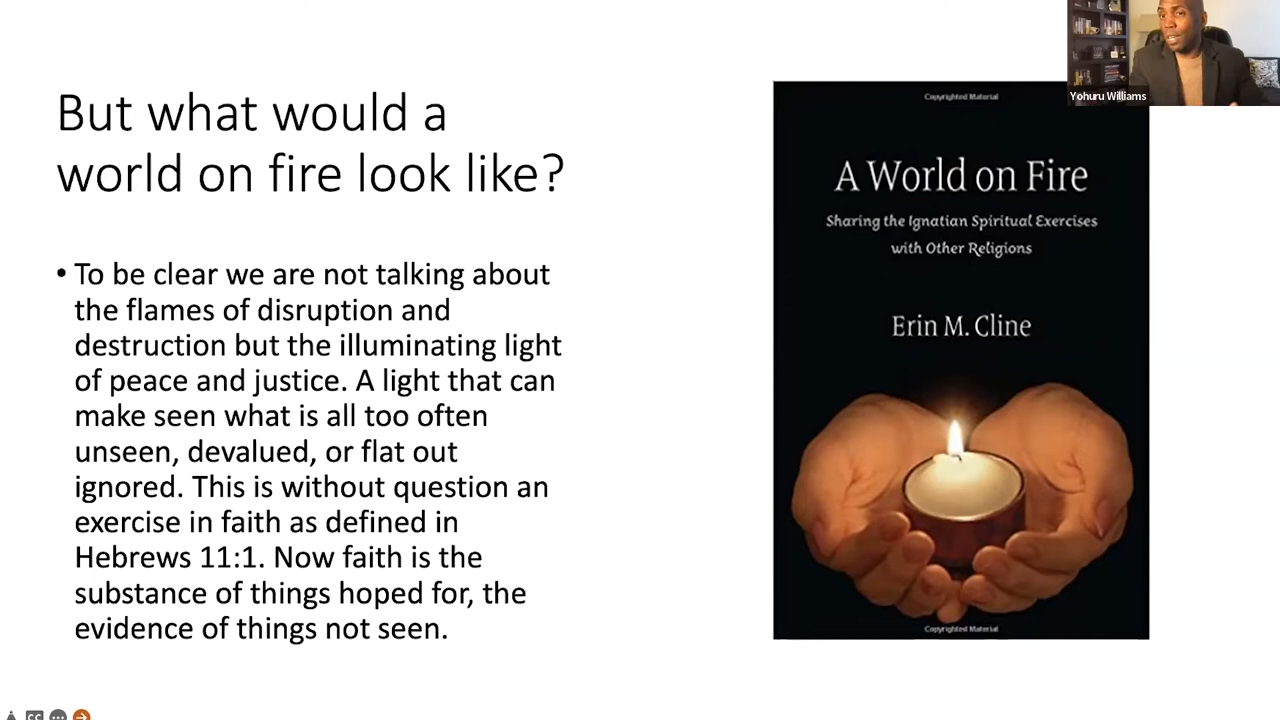 But what would a
world on fire look like?
• To be clear we are not talking about
the flames of disruption and
destruction but the illuminating light
of peace and justice. A light that can
make seen what is all too often
unseen, devalued, or flat out
ignored. This is without question an
exercise in faith as defined in
Hebrews 11:1. Now faith is the
substance of things hoped for, the
evidence of things not seen.
Copyrighted Material
A World on Fire
Sharing the Ignatian Spiritual Exercises
with Other Religions
Erin M. Cline
Copyrighted Material
Yohuru Williams
CC